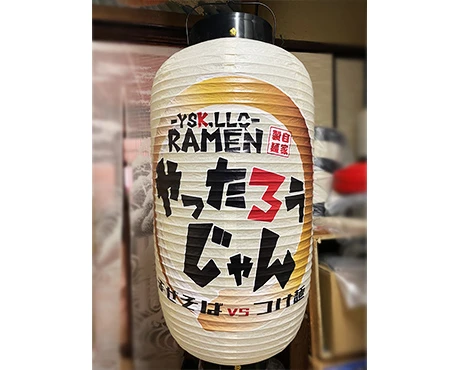 -YSK,LLC-
RAMEN
自家製麺
やったろう
じゃん
まぜそば vs つけ麺